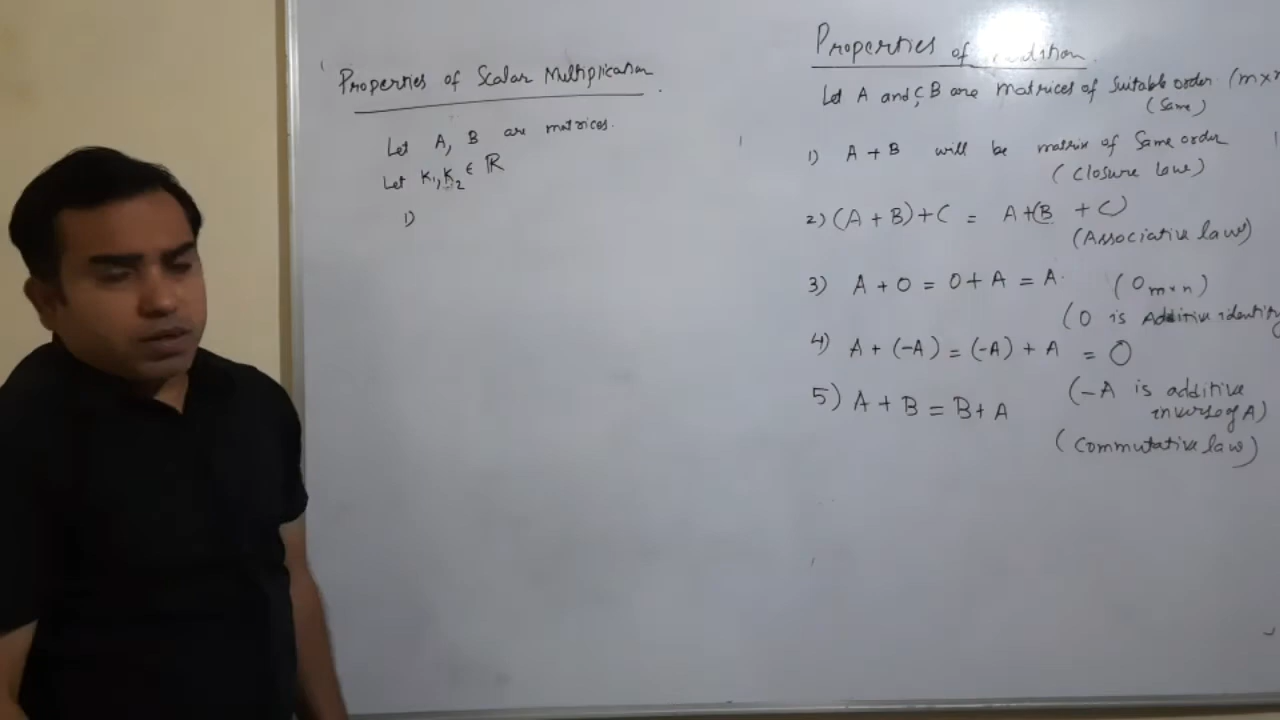 Properties of Scalar Multiplication
Let A, B are matrices.
Let K₁, K₂ ∈ ℝ
1)
Properties of
Let A and C, B are matrices of Suitable order (m×n
(Same)
1) A + B will be matrix of Same order
(Closure law)
2) (A + B) + C = A + (B + C)
(Associative law)
3) A + O = O + A = A. (O m×n)
(O is Additive identity
4) A + (-A) = (-A) + A = O
(-A is additive
inverse of A)
5) A + B = B + A
(Commutative law)